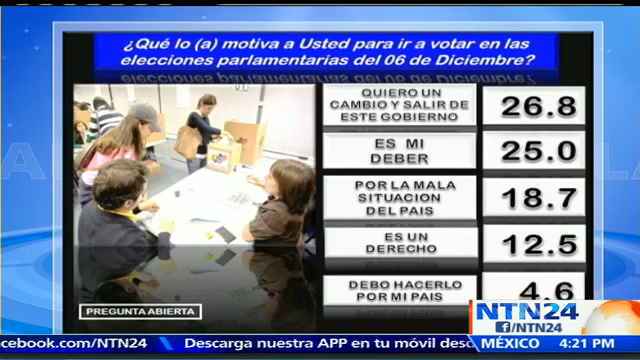 ¿Qué lo (a) motiva a Usted para ir a votar en las
elecciones parlamentarias del 06 de Diciembre?
QUIERO UN
CAMBIO Y SALIR DE
ESTE GOBIERNO
26.8
ES MI
DEBER
25.0
POR LA MALA
SITUACION
DEL PAIS
18.7
ES UN
DERECHO
12.5
DEBO HACERLO
POR MI PAIS
4.6
PREGUNTA ABIERTA
NTN24
f/NTN24
acebook.com/NTN24 Descarga nuestra APP en tu móvil desc
MÉXICO 4:21 PM